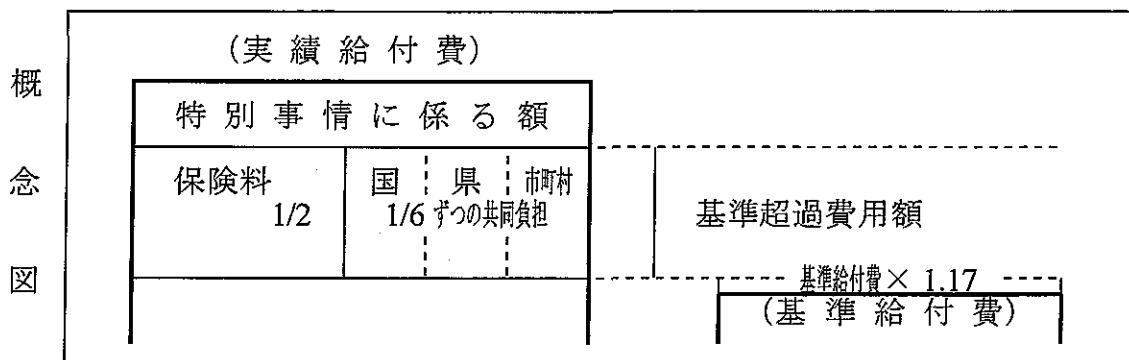 概念図
（実績給付費）
特別事情に係る額
保険料
1/2
国 県 市町村
1/6 ずつの共同負担
基準超過費用額
基準給付費× 1.17
（基準給付費）